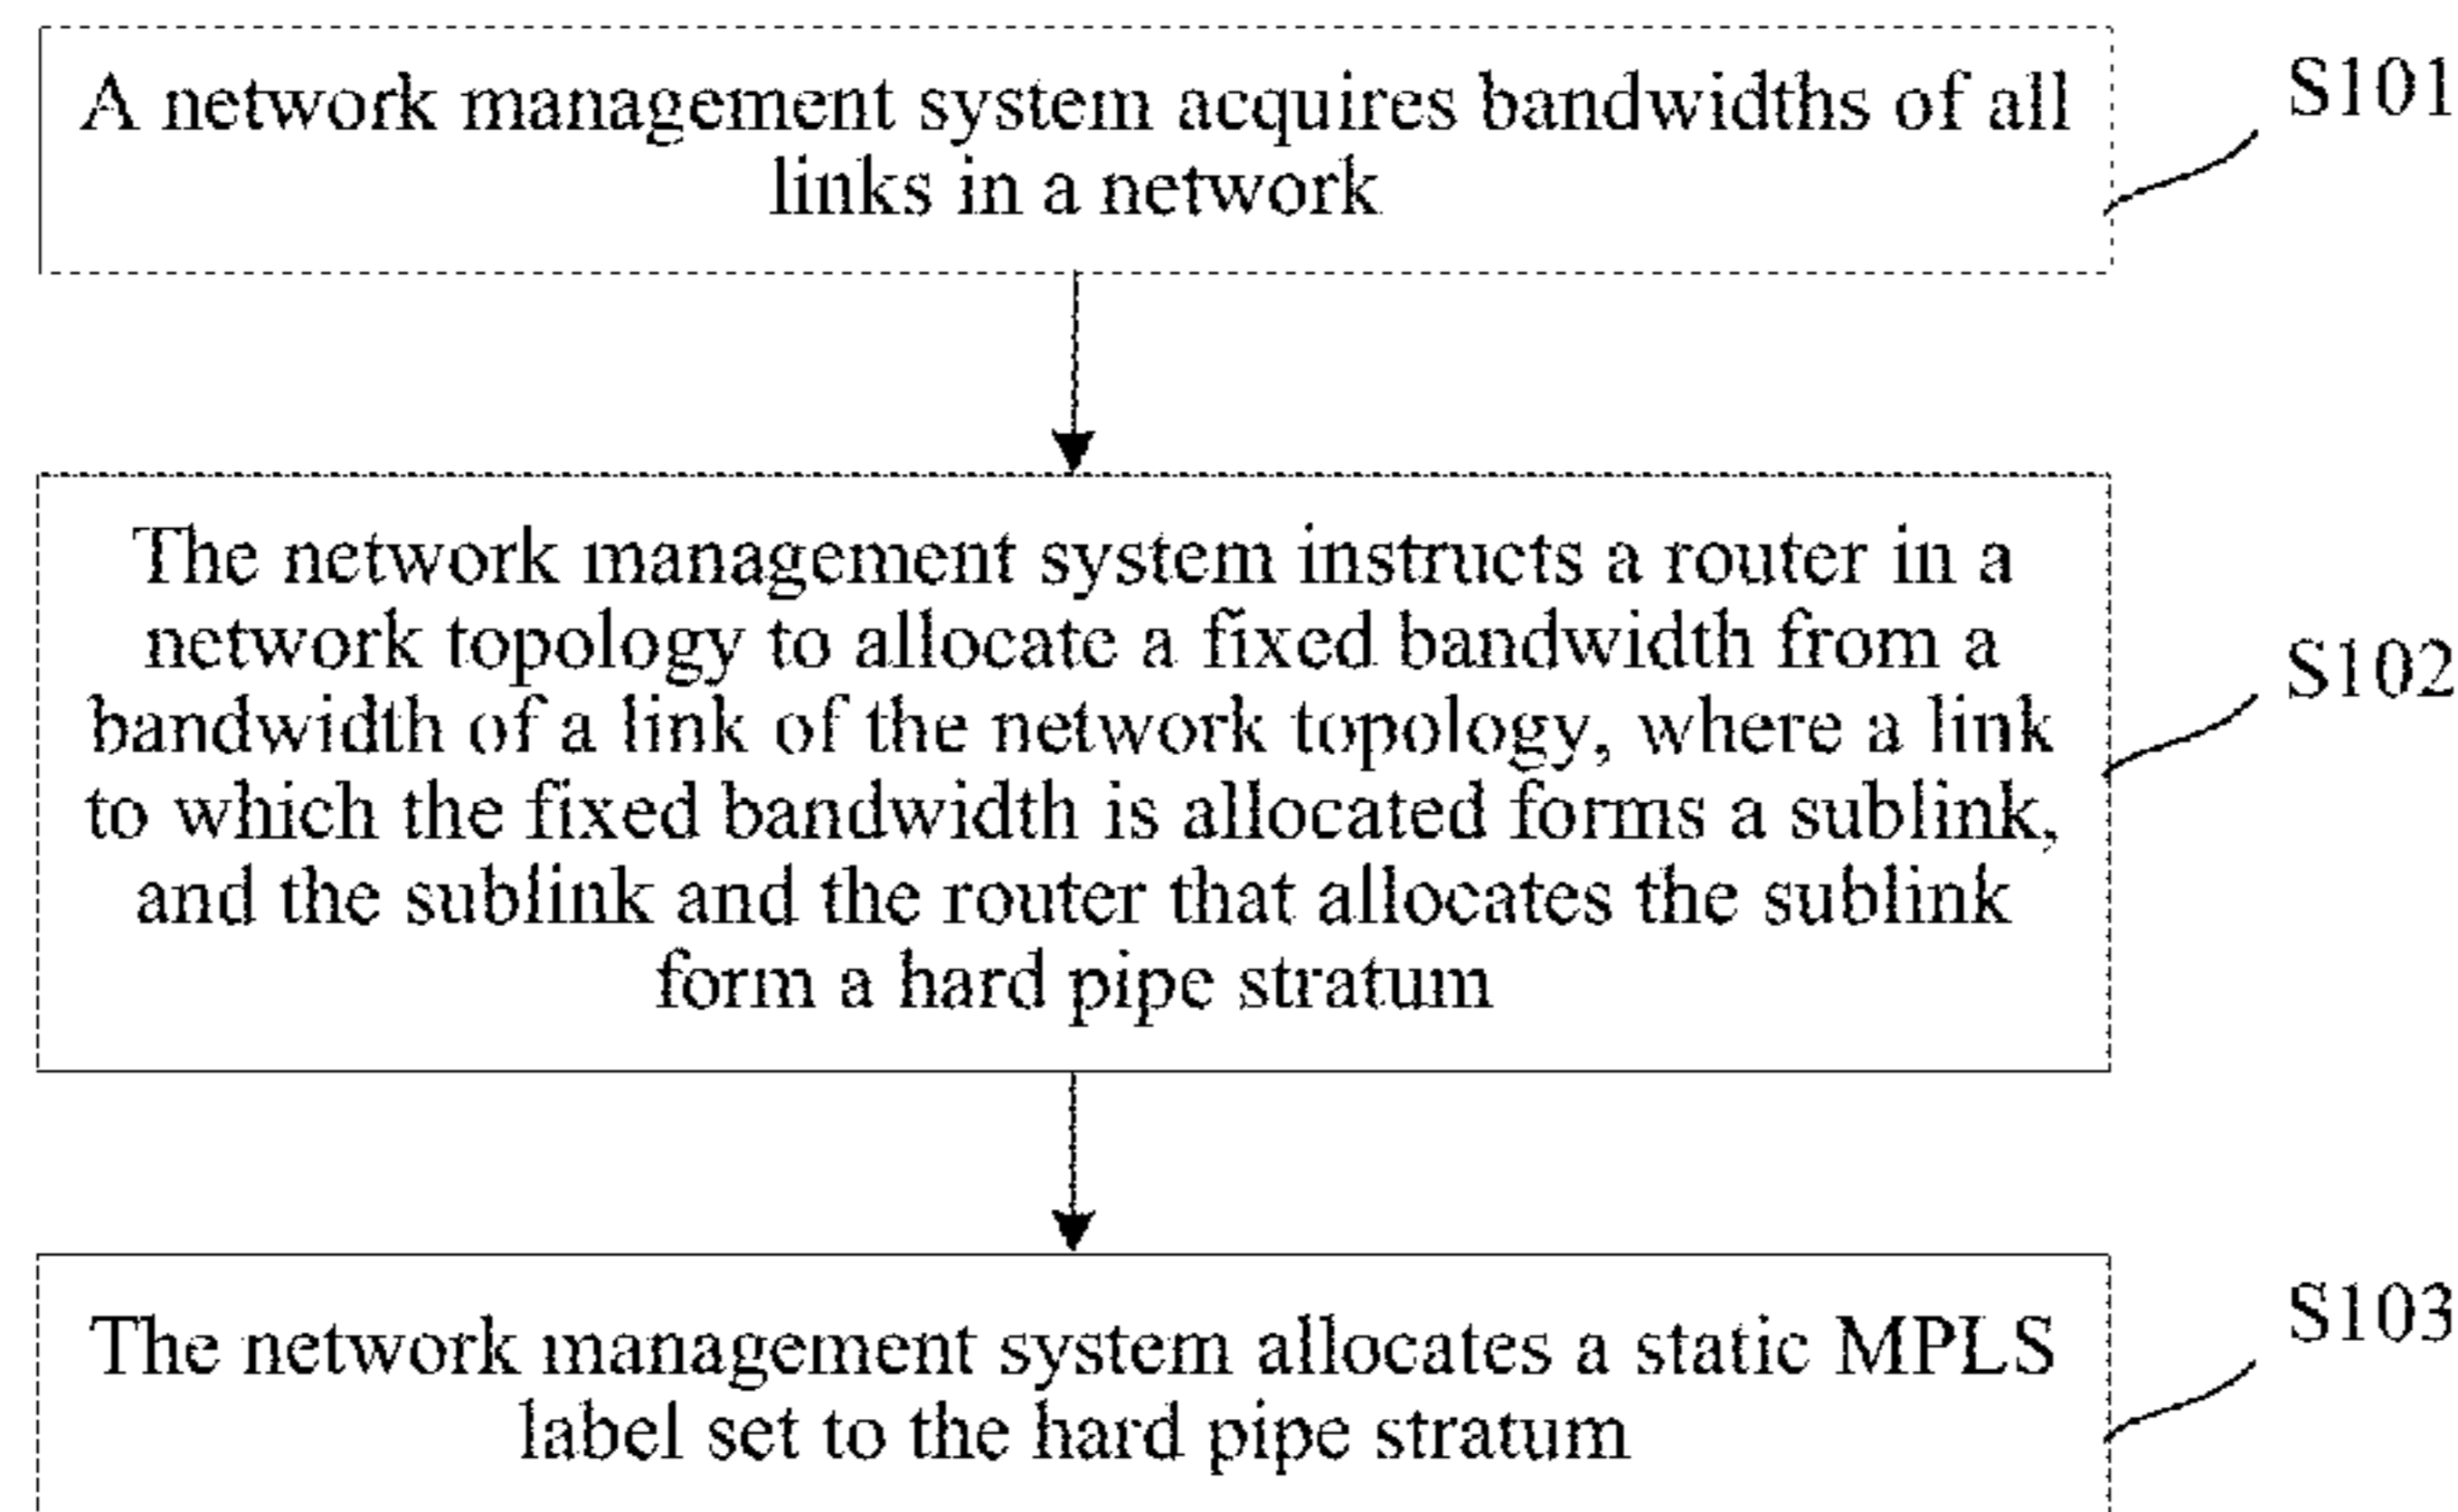 A network management system acquires bandwidths of all
links in a network
S101
The network management system instructs a router in a
network topology to allocate a fixed bandwidth from a
bandwidth of a link of the network topology, where a link
to which the fixed bandwidth is allocated forms a sublink,
and the sublink and the router that allocates the sublink
form a hard pipe stratum
S102
The network management system allocates a static MPLS
label set to the hard pipe stratum
S103